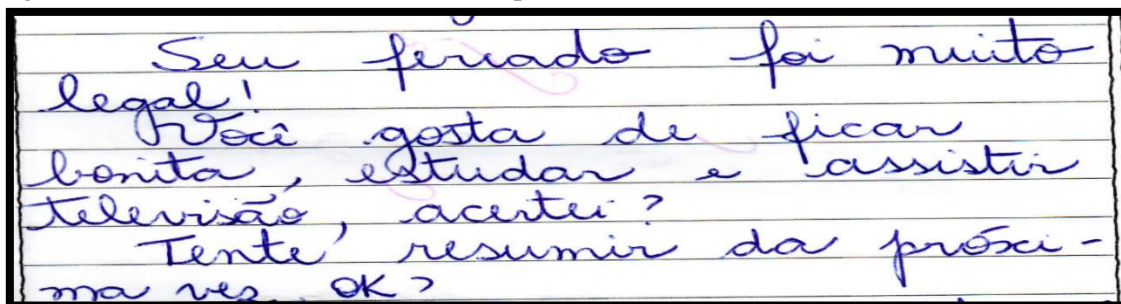 Seu feriado foi muito
legal!
Você gosta de ficar
bonita, estudar e assistir
televisão, acertei?
Tente resumir da próxi-
ma vez, ok?